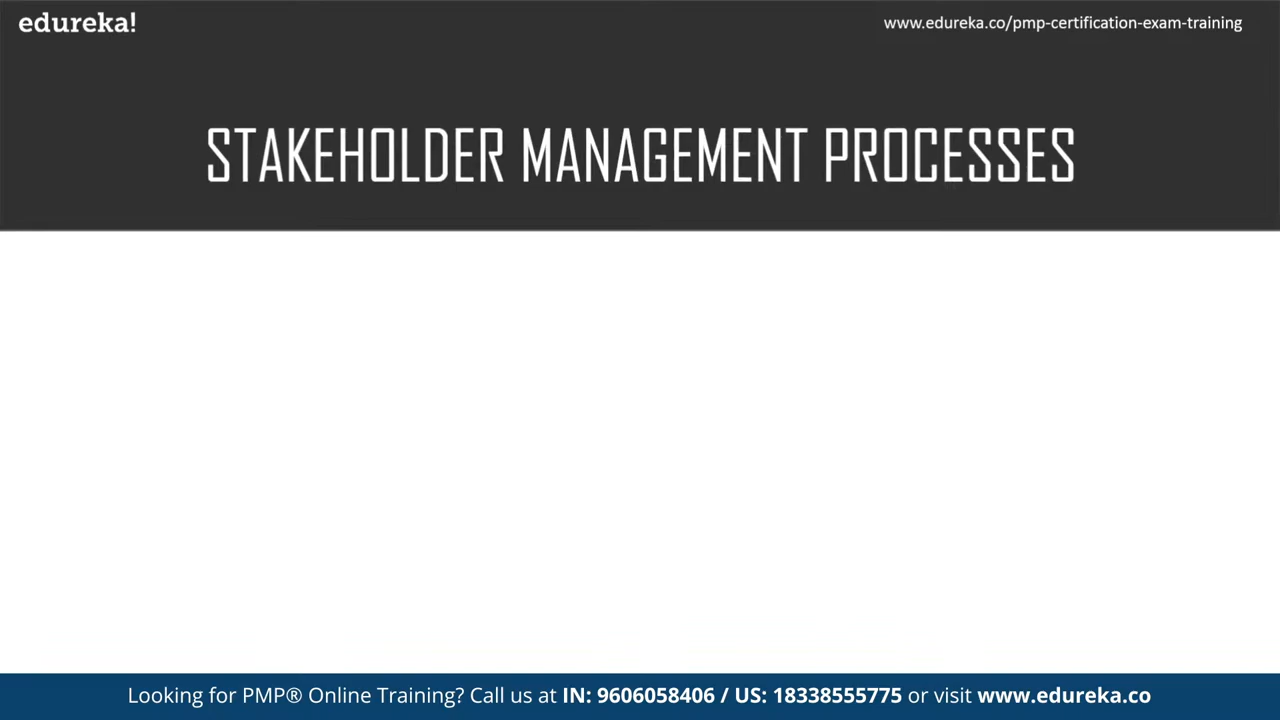 edureka!
www.edureka.co/pmp-certification-exam-training
STAKEHOLDER MANAGEMENT PROCESSES
Looking for PMP® Online Training? Call us at IN: 9606058406 / US: 18338555775 or visit www.edureka.co